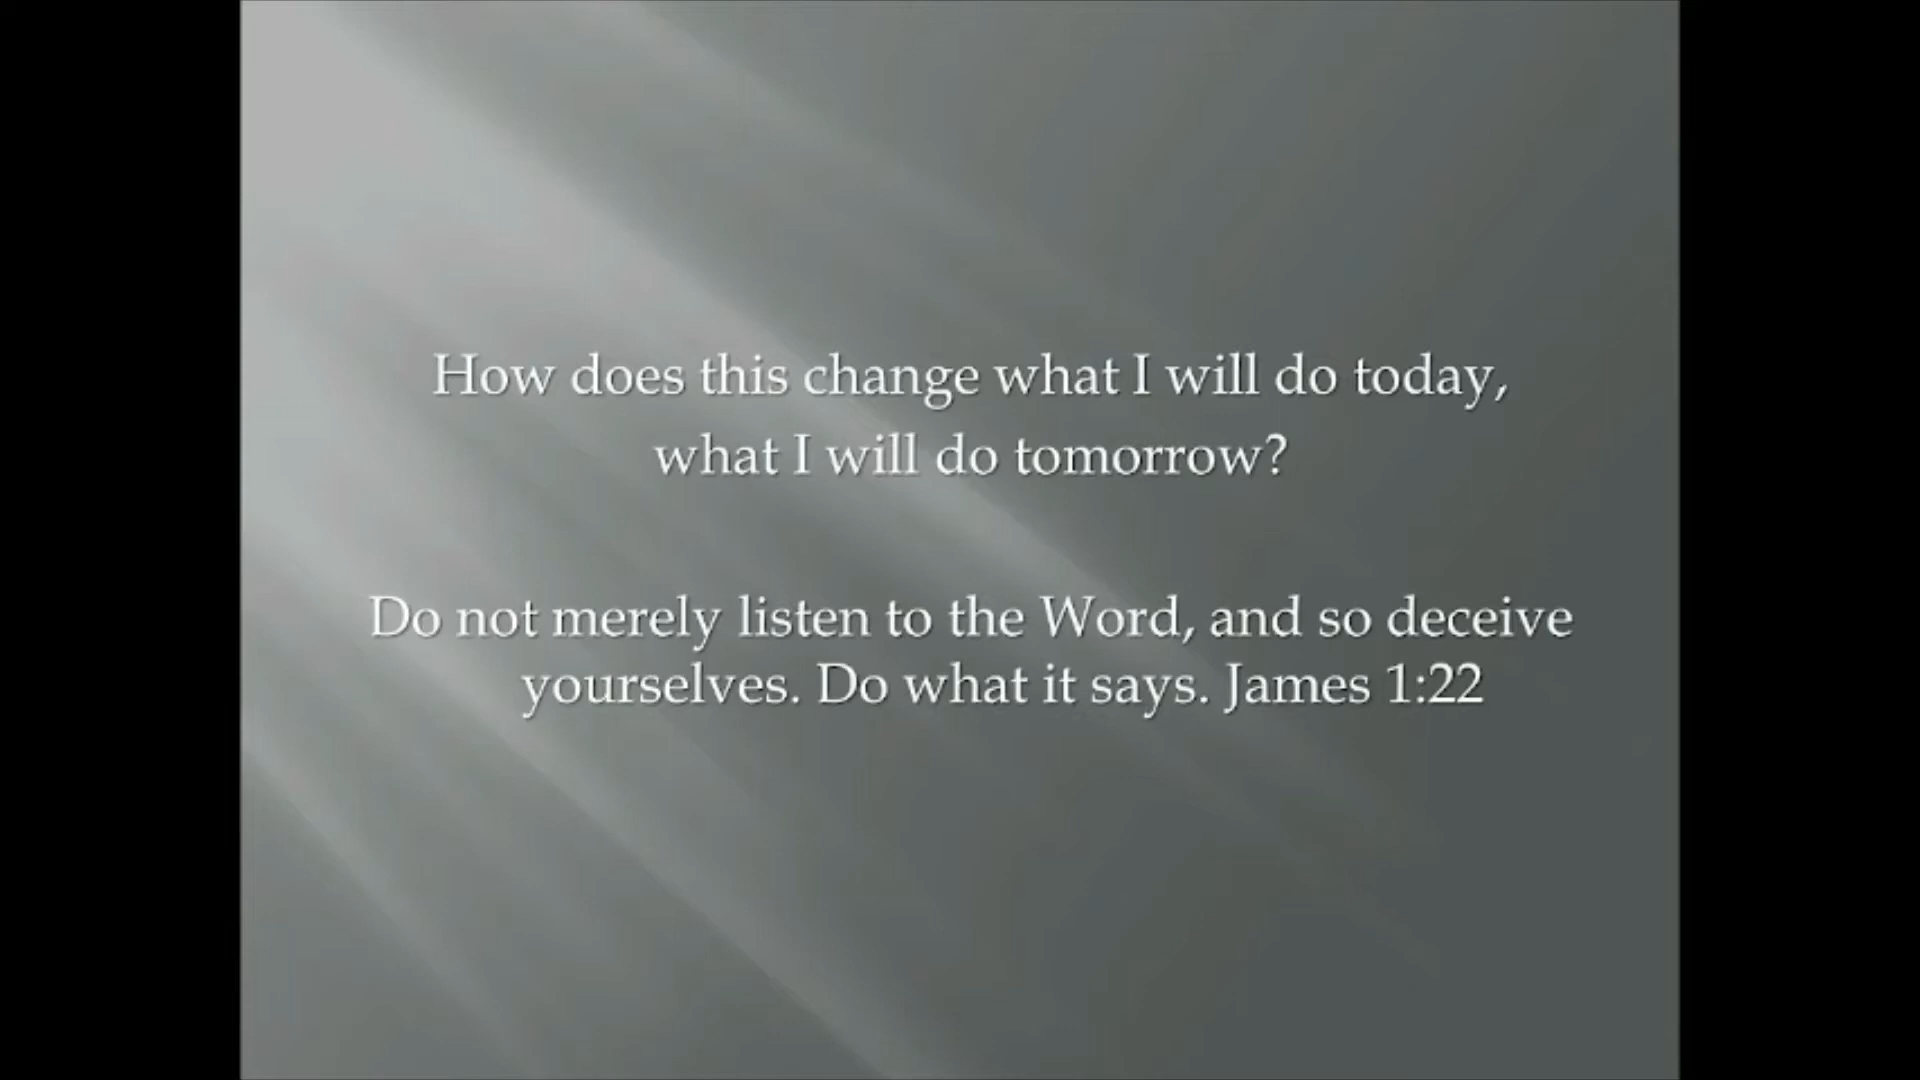 How does this change what I will do today,
what I will do tomorrow?
Do not merely listen to the Word, and so deceive
yourselves. Do what it says. James 1:22